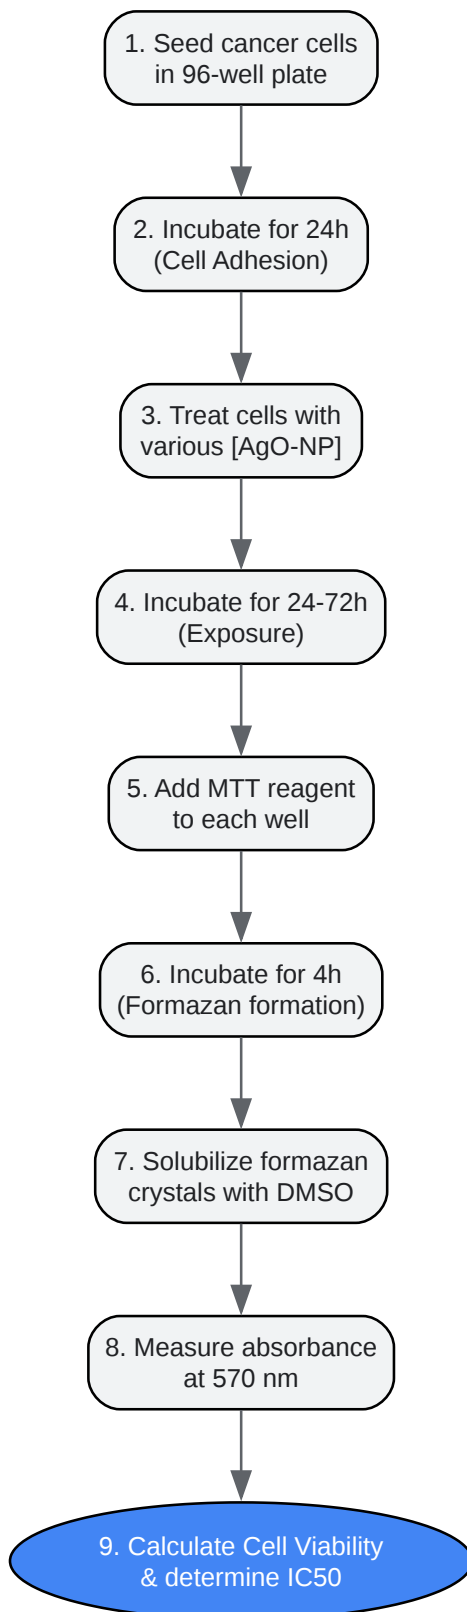 1. Seed cancer cells
in 96-well plate
2. Incubate for 24h
(Cell Adhesion)
3. Treat cells with
various [AgO-NP]
4. Incubate for 24-72h
(Exposure)
5. Add MTT reagent
to each well
6. Incubate for 4h
(Formazan formation)
7. Solubilize formazan
crystals with DMSO
8. Measure absorbance
at 570 nm
9. Calculate Cell Viability
& determine IC50